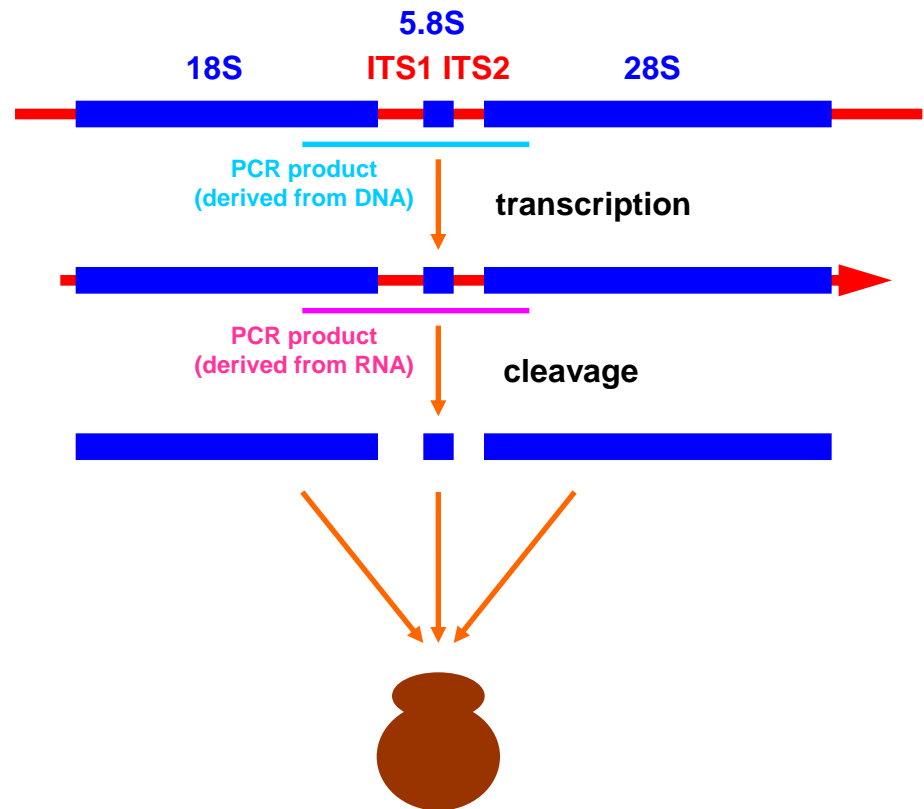 5.8S
18S
ITS1 ITS2
28S
PCR product
(derived from DNA)
transcription
PCR product
(derived from RNA)
cleavage